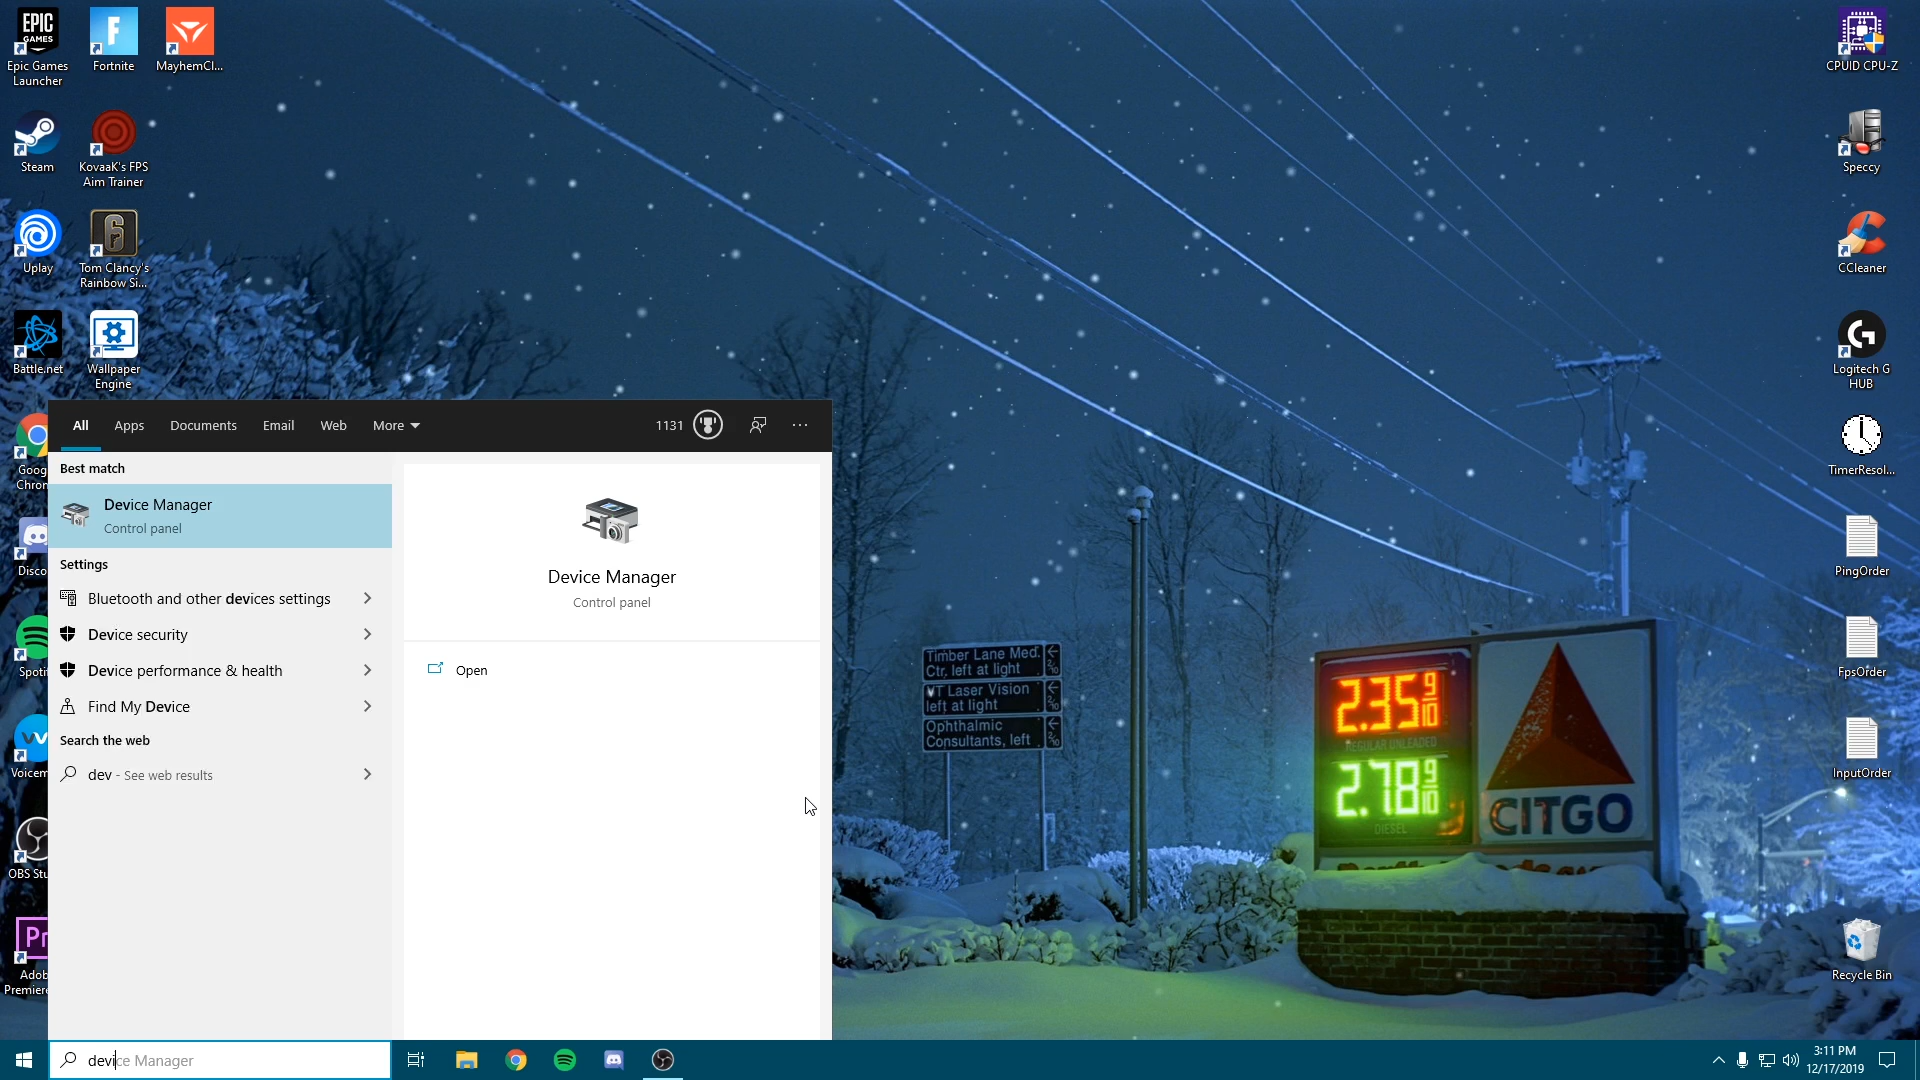 EPIC
GAMES
Epic Games
Launcher
Fortnite
MayhemCl...
Steam
KovaaK's FPS
Aim Trainer
Uplay
Tom Clancy's
Rainbow Si...
Battle.net
Wallpaper
Engine
Goog
Chron
Disco
Spotif
Voicem
OBS Stu
Pr
Adob
Premiere
CPUID CPU-Z
Speccy
CCleaner
Logitech G
HUB
TimerResol...
PingOrder
FpsOrder
InputOrder
Recycle Bin
All
Apps
Documents
Email
Web
More
1131
Best match
Device Manager
Control panel
Settings
Bluetooth and other devices settings
Device security
Device performance & health
Find My Device
Search the web
dev - See web results
Device Manager
Control panel
Open
Timber Lane Med.
Ctr, left at light
VT Laser Vision
left at light
Ophthalmic
Consultants, left
2.35 9/10
REGULAR UNLEADED
2.78 9/10
DIESEL
CITGO
device Manager
3:11 PM
12/17/2019